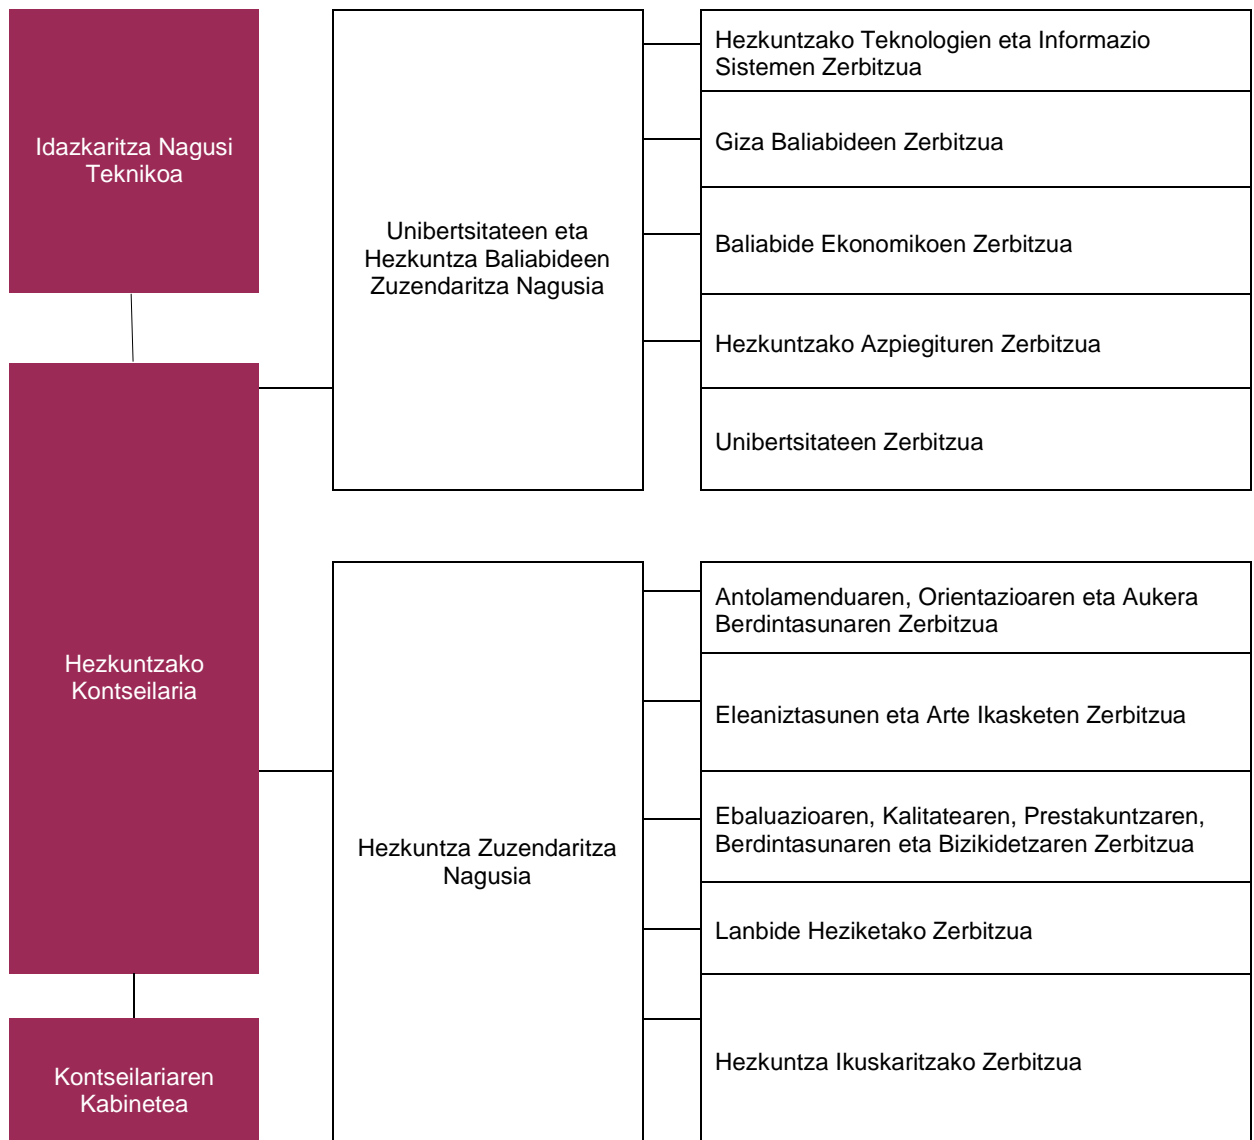 Idazkaritza Nagusi
Teknikoa
Hezkuntzako
Kontseilaria
Kontseilariaren
Kabinetea
Unibertsitateen eta
Hezkuntza Baliabideen
Zuzendaritza Nagusia
Hezkuntzako Teknologien eta Informazio
Sistemen Zerbitzua
Giza Baliabideen Zerbitzua
Baliabide Ekonomikoen Zerbitzua
Hezkuntzako Azpiegituren Zerbitzua
Unibertsitateen Zerbitzua
Hezkuntza Zuzendaritza
Nagusia
Antolamenduaren, Orientazioaren eta Aukera
Berdintasunaren Zerbitzua
Eleaniztasunen eta Arte Ikasketen Zerbitzua
Ebaluazioaren, Kalitatearen, Prestakuntzaren,
Berdintasunaren eta Bizikidetzaren Zerbitzua
Lanbide Heziketako Zerbitzua
Hezkuntza Ikuskaritzako Zerbitzua